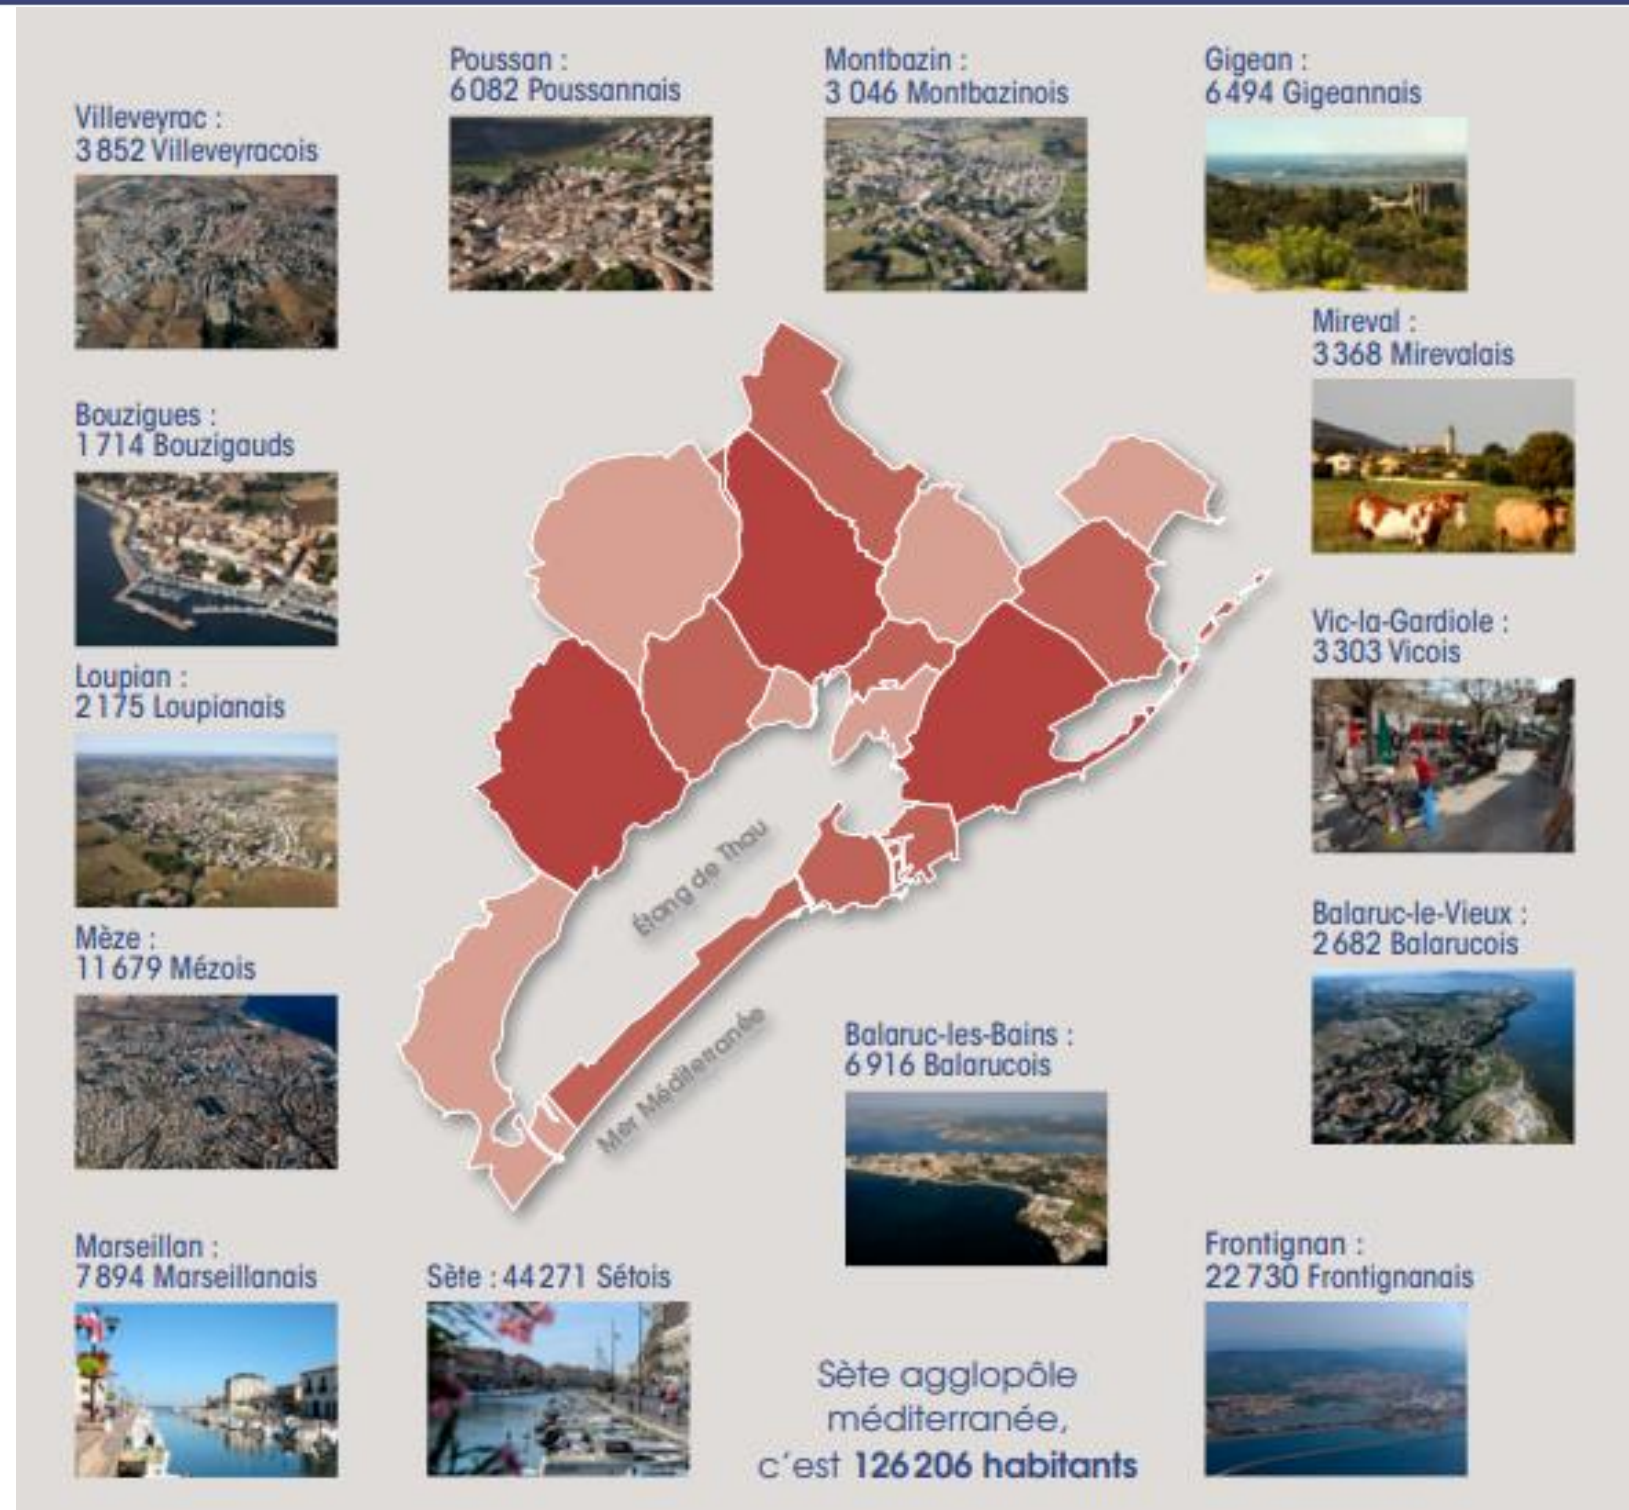 Poussan :
6 082 Poussannais
Montbazin :
3 046 Montbazinois
Gigean :
6 494 Gigeannais
Villeveyrac :
3 852 Villeveyracois
Mireval :
3 368 Mirevalais
Bouzigues :
1 714 Bouzigauds
Vic-la-Gardiole :
3 303 Vicois
Loupian :
2 175 Loupianais
Étang de Thau
Balaruc-le-Vieux :
2 682 Balarucois
Mèze :
11 679 Mézois
Mer Méditerranée
Balaruc-les-Bains :
6 916 Balarucois
Marseillan :
7 894 Marseillanais
Sète : 44 271 Sétois
Frontignan :
22 730 Frontignanais
Sète agglopôle
méditerranée,
c'est 126 206 habitants